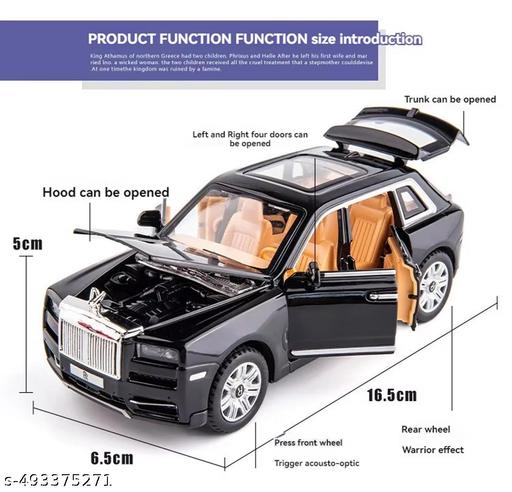 PRODUCT FUNCTION FUNCTION size introduction
King Athamus of northern Greece had two children, Phrixus and Helle After he left his first wife and mar
ried Ino. a wicked woman. the two children received all the cruel treatment that a stepmother coulddevise
.At one timethe kingdom was ruined by a famine.
Trunk can be opened
Left and Right four doors can
be opened
Hood can be opened
5cm
16.5cm
6.5cm
Rear wheel
Warrior effect
Press front wheel
Trigger acousto-optic
s-493375271